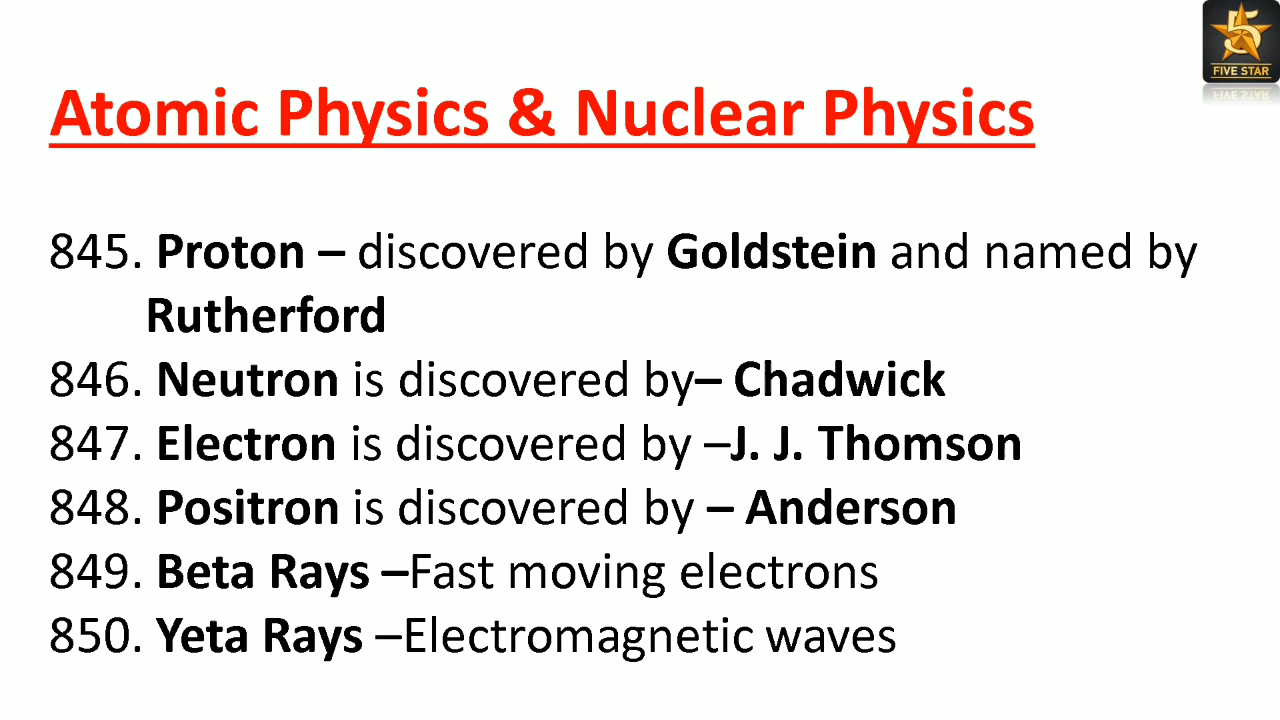 5
FIVE STAR
Atomic Physics & Nuclear Physics
845. Proton – discovered by Goldstein and named by
Rutherford
846. Neutron is discovered by– Chadwick
847. Electron is discovered by –J. J. Thomson
848. Positron is discovered by – Anderson
849. Beta Rays –Fast moving electrons
850. Yeta Rays –Electromagnetic waves